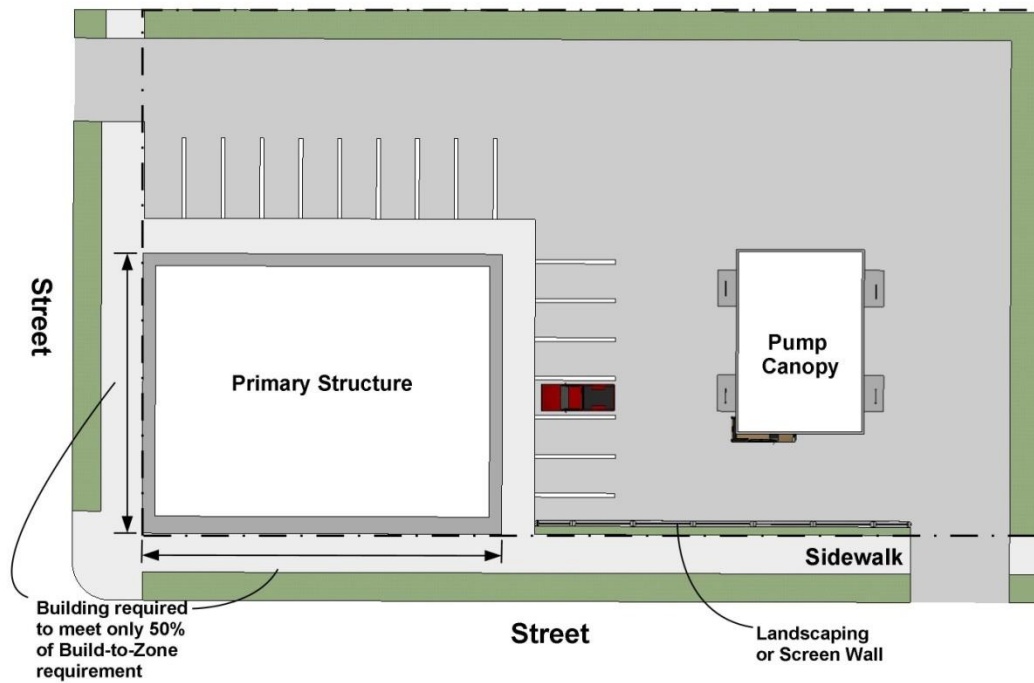 Street
Primary Structure
Pump
Canopy
Sidewalk
Building required
to meet only 50%
of Build-to-Zone
requirement
Street
Landscaping
or Screen Wall